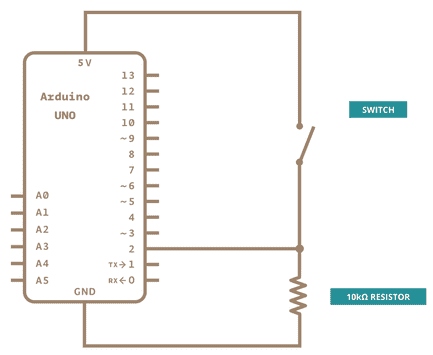 5V
Arduino
UNO
13
12
11
10
~9
8
7
~6
~5
4
~3
2
TX→1
RX←0
A0
A1
A2
A3
A4
A5
GND
SWITCH
10kΩ RESISTOR